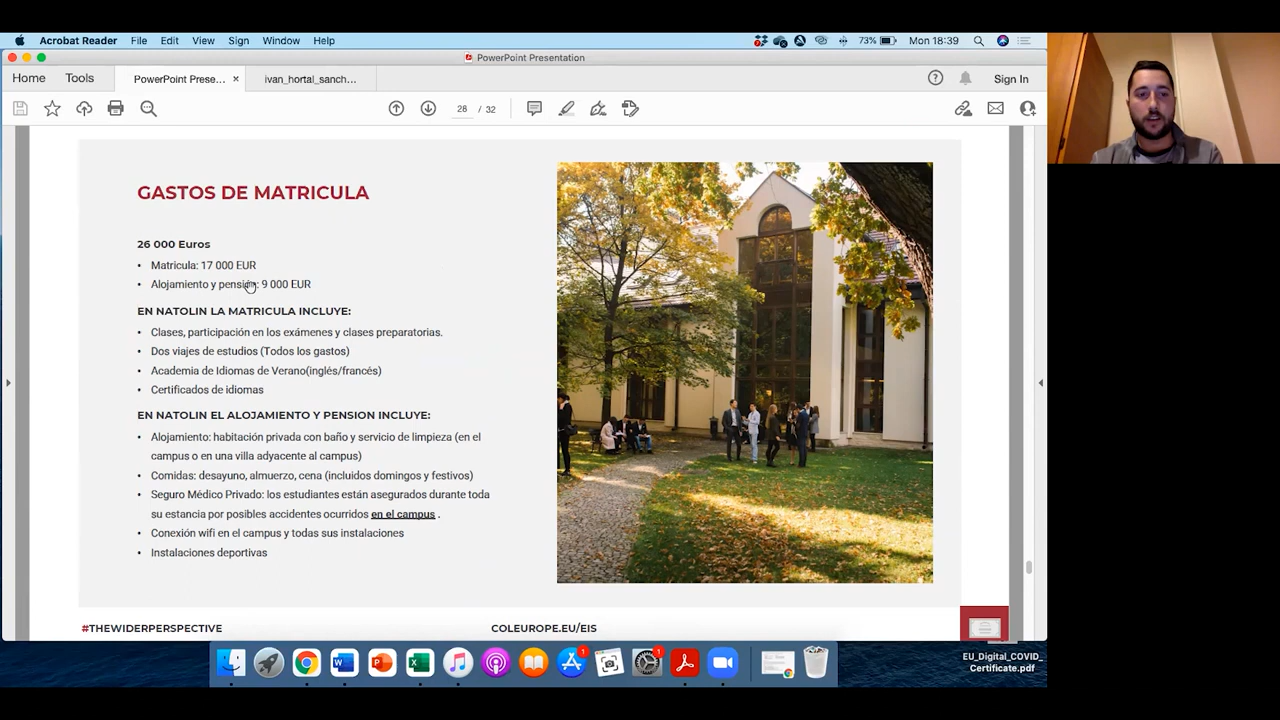 Acrobat Reader File Edit View Sign Window Help 73% Mon 18:39
PowerPoint Presentation
Home Tools PowerPoint Prese... × ivan_hortal_sanch... Sign In
28 / 32
GASTOS DE MATRICULA
26 000 Euros
• Matricula: 17 000 EUR
• Alojamiento y pensión: 9 000 EUR
EN NATOLIN LA MATRICULA INCLUYE:
• Clases, participación en los exámenes y clases preparatorias.
• Dos viajes de estudios (Todos los gastos)
• Academia de Idiomas de Verano(inglés/francés)
• Certificados de idiomas
EN NATOLIN EL ALOJAMIENTO Y PENSION INCLUYE:
• Alojamiento: habitación privada con baño y servicio de limpieza (en el
campus o en una villa adyacente al campus)
• Comidas: desayuno, almuerzo, cena (incluidos domingos y festivos)
• Seguro Médico Privado: los estudiantes están asegurados durante toda
su estancia por posibles accidentes ocurridos en el campus .
• Conexión wifi en el campus y todas sus instalaciones
• Instalaciones deportivas
#THEWIDERPERSPECTIVE COLEUROPE.EU/EIS
EU_Digital_COVID_
Certificate.pdf